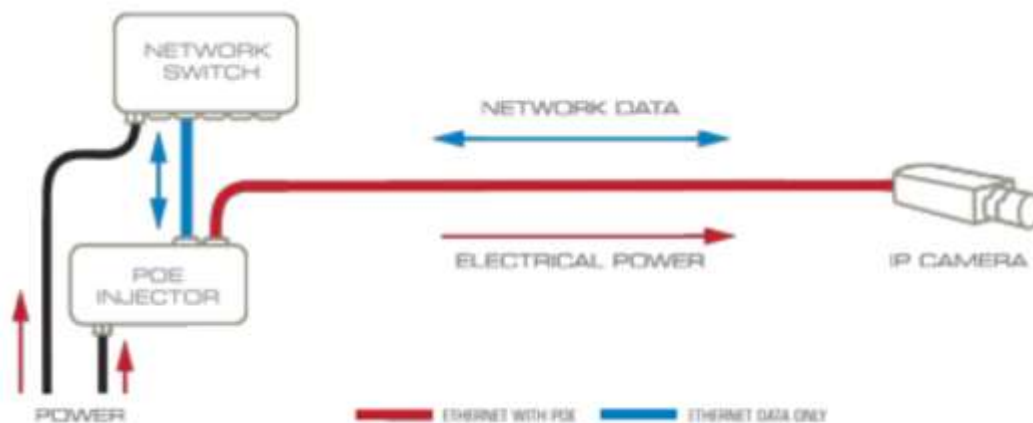 NETWORK
SWITCH
NETWORK DATA
POE
INJECTOR
ELECTRICAL POWER
IP CAMERA
POWER
ETHERNET WITH POE
ETHERNET DATA ONLY